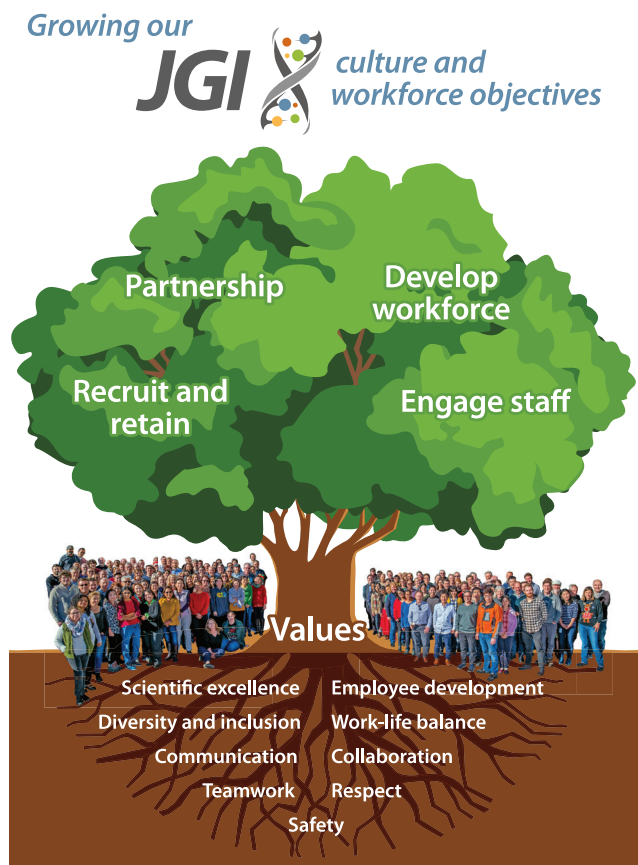 Growing our
JGI
culture and
workforce objectives
Partnership
Develop
workforce
Recruit and
retain
Engage staff
Values
Scientific excellence
Employee development
Diversity and inclusion
Work-life balance
Communication
Collaboration
Teamwork
Respect
Safety